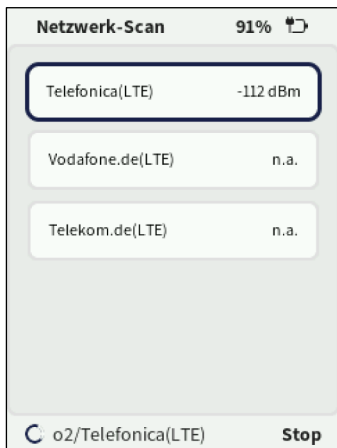 Netzwerk-Scan 91%
Telefonica(LTE) -112 dBm
Vodafone.de(LTE) n.a.
Telekom.de(LTE) n.a.
o2/Telefonica(LTE) Stop